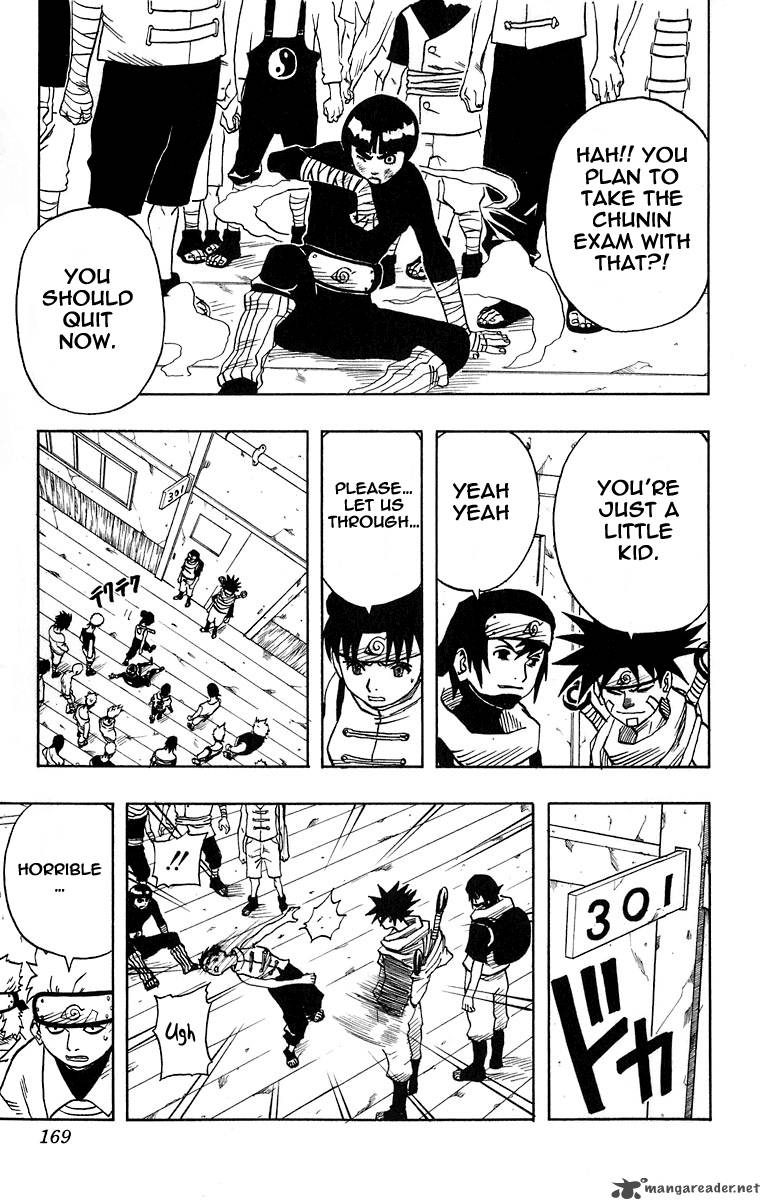 HAH!! YOU
PLAN TO
TAKE THE
CHUNIN
EXAM WITH
THAT?!
YOU
SHOULD
QUIT
NOW.
YOU'RE
JUST A
LITTLE
KID.
YEAH
YEAH
PLEASE...
LET US
THROUGH...
301
テクテク
301
ドカ
!!
Ugh
HORRIBLE
...
169
mangareader.net